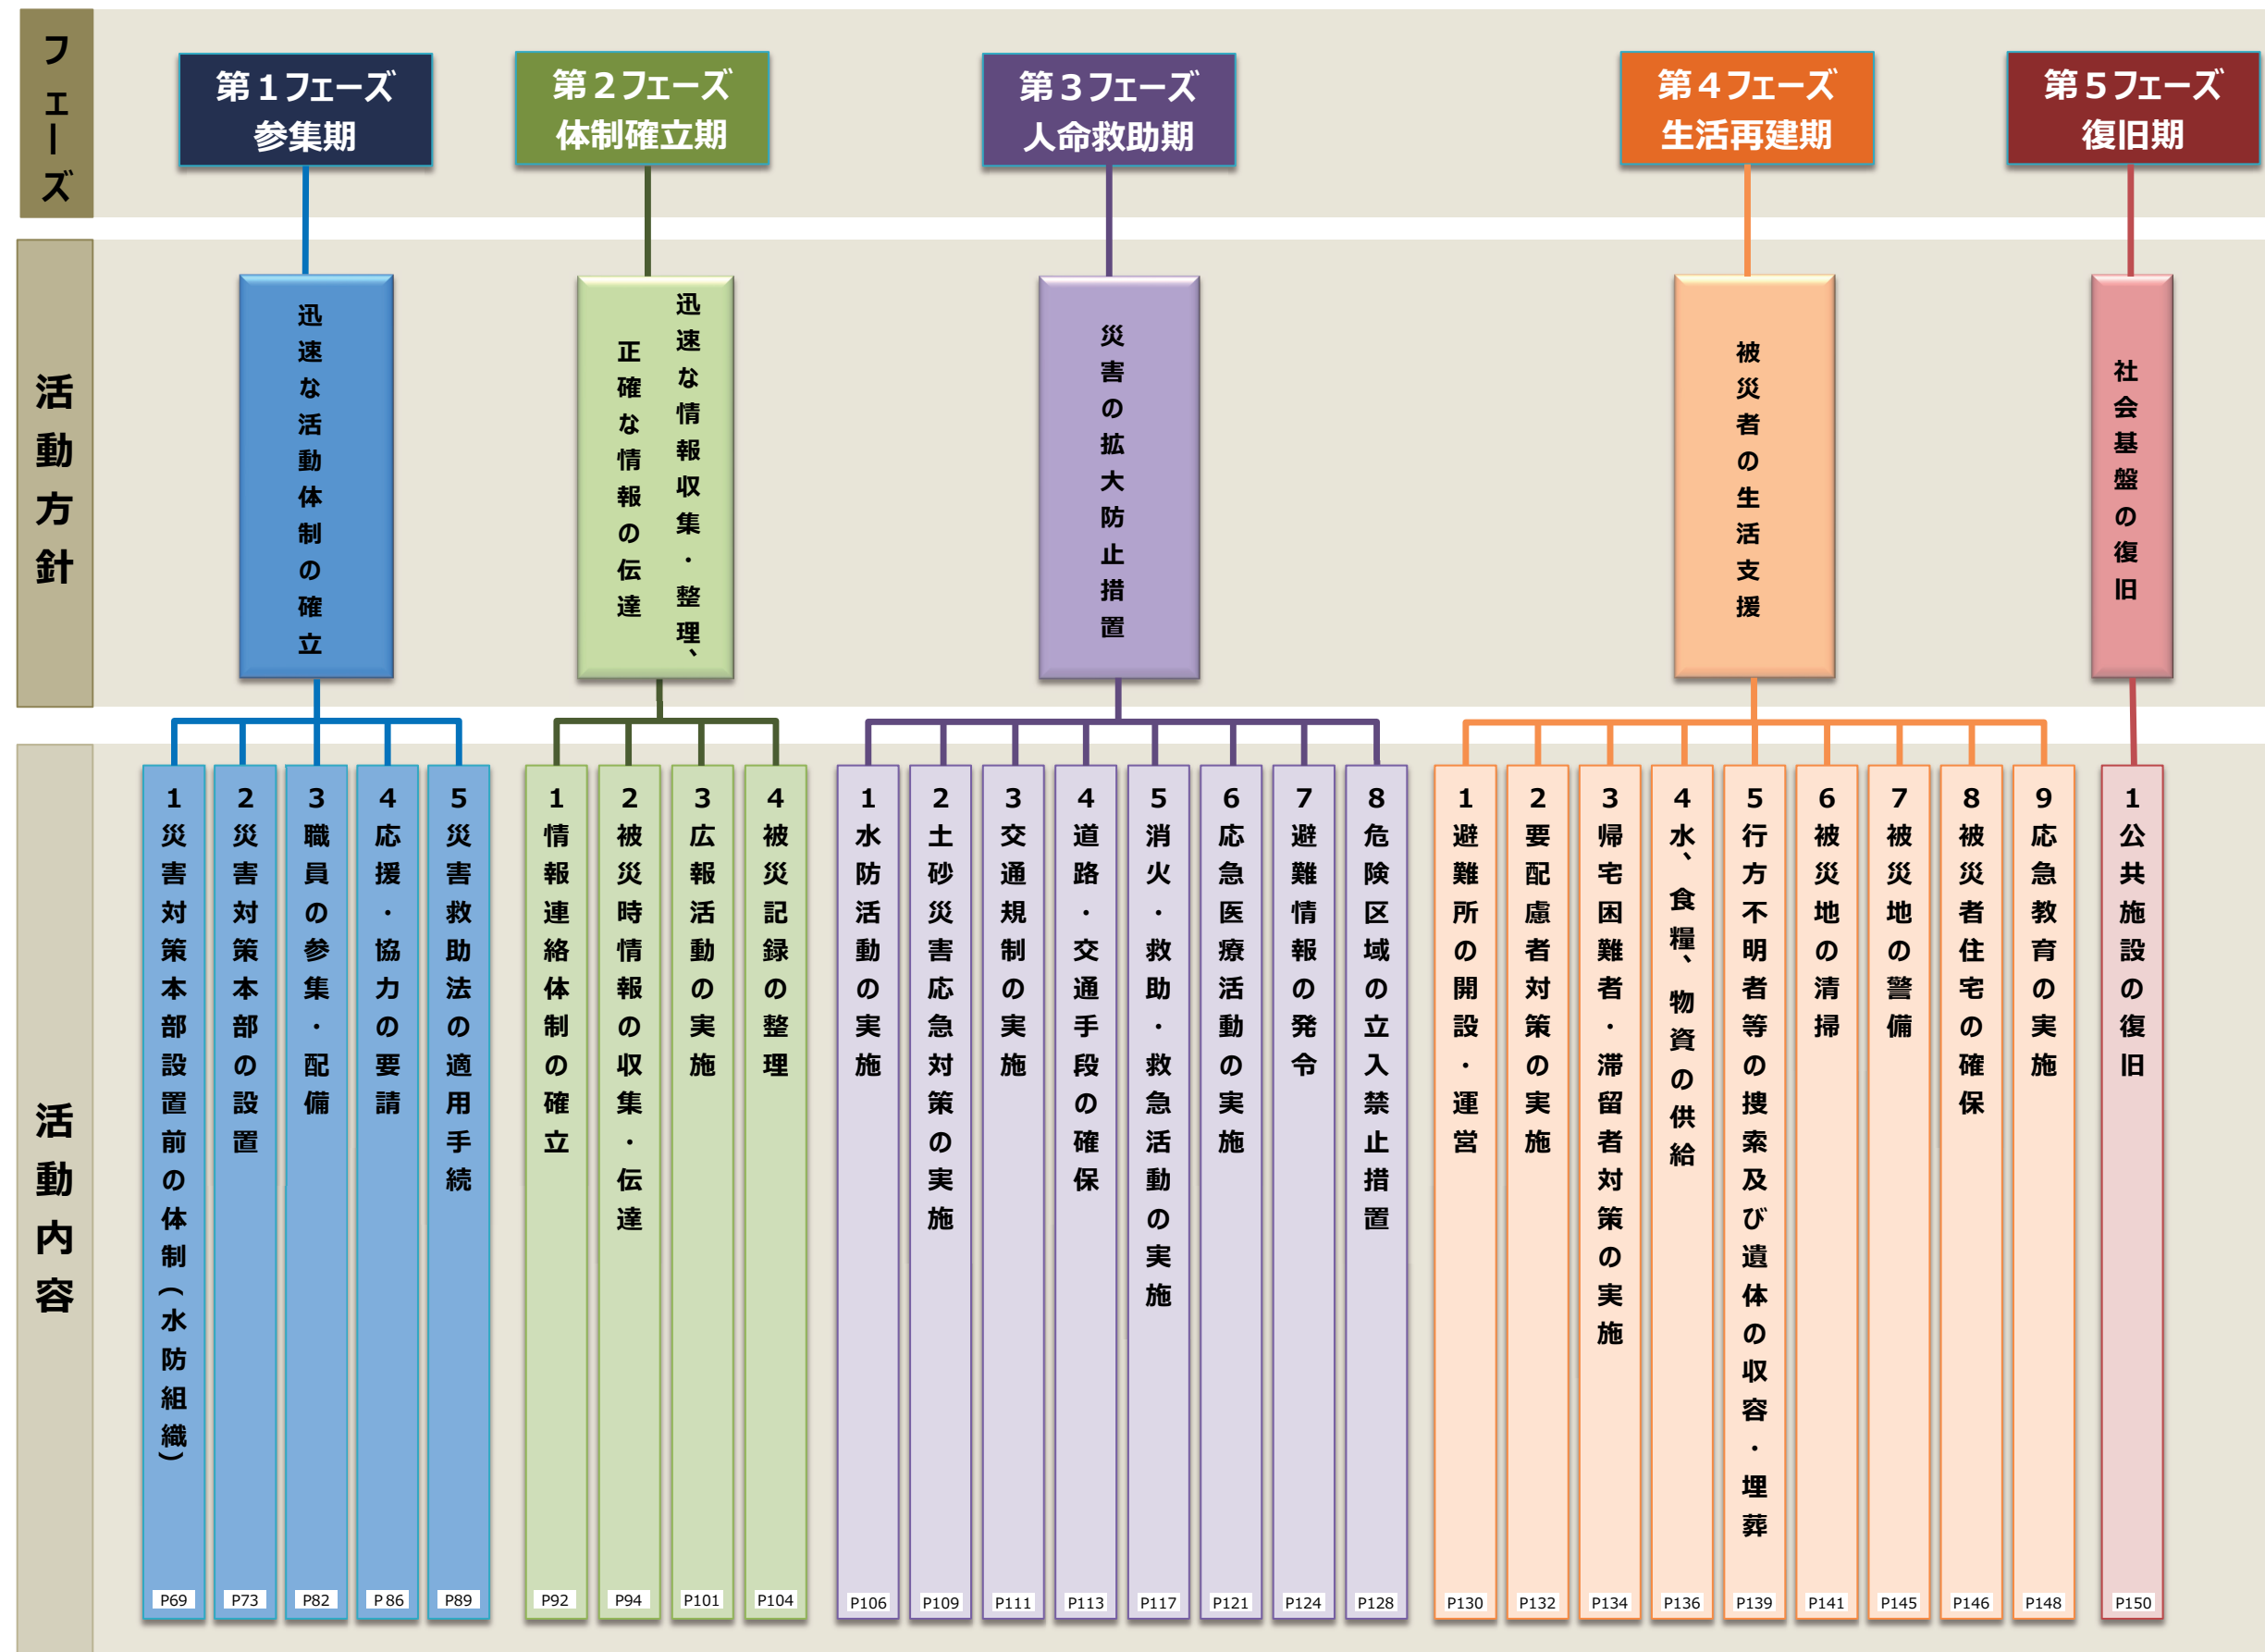 フェーズ
第１フェーズ
参集期
第２フェーズ
体制確立期
第３フェーズ
人命救助期
第４フェーズ
生活再建期
第５フェーズ
復旧期
活動方針
迅速な活動体制の確立
迅速な情報収集・整理、
正確な情報の伝達
災害の拡大防止措置
被災者の生活支援
社会基盤の復旧
活動内容
1 災害対策本部設置前の体制（水防組織）
P69
2 災害対策本部の設置
P73
3 職員の参集・配備
P82
4 応援・協力の要請
P 86
5 災害救助法の適用手続
P89
1 情報連絡体制の確立
P92
2 被災時情報の収集・伝達
P94
3 広報活動の実施
P101
4 被災記録の整理
P104
1 水防活動の実施
P106
2 土砂災害応急対策の実施
P109
3 交通規制の実施
P111
4 道路・交通手段の確保
P113
5 消火・救助・救急活動の実施
P117
6 応急医療活動の実施
P121
7 避難情報の発令
P124
8 危険区域の立入禁止措置
P128
1 避難所の開設・運営
P130
2 要配慮者対策の実施
P132
3 帰宅困難者・滞留者対策の実施
P134
4 水、食糧、物資の供給
P136
5 行方不明者等の捜索及び遺体の収容・埋葬
P139
6 被災地の清掃
P141
7 被災地の警備
P145
8 被災者住宅の確保
P146
9 応急教育の実施
P148
1 公共施設の復旧
P150